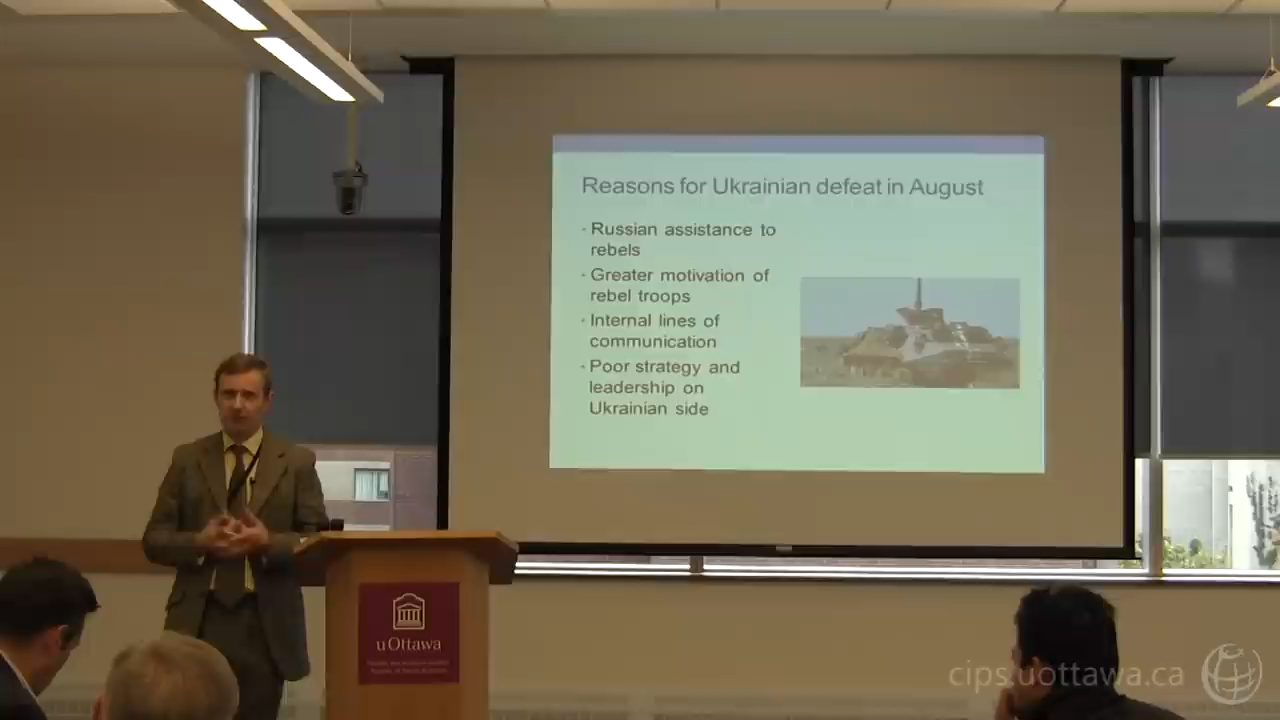 Reasons for Ukrainian defeat in August
· Russian assistance to
rebels
· Greater motivation of
rebel troops
· Internal lines of
communication
· Poor strategy and
leadership on
Ukrainian side
uOttawa
cips.uottawa.ca